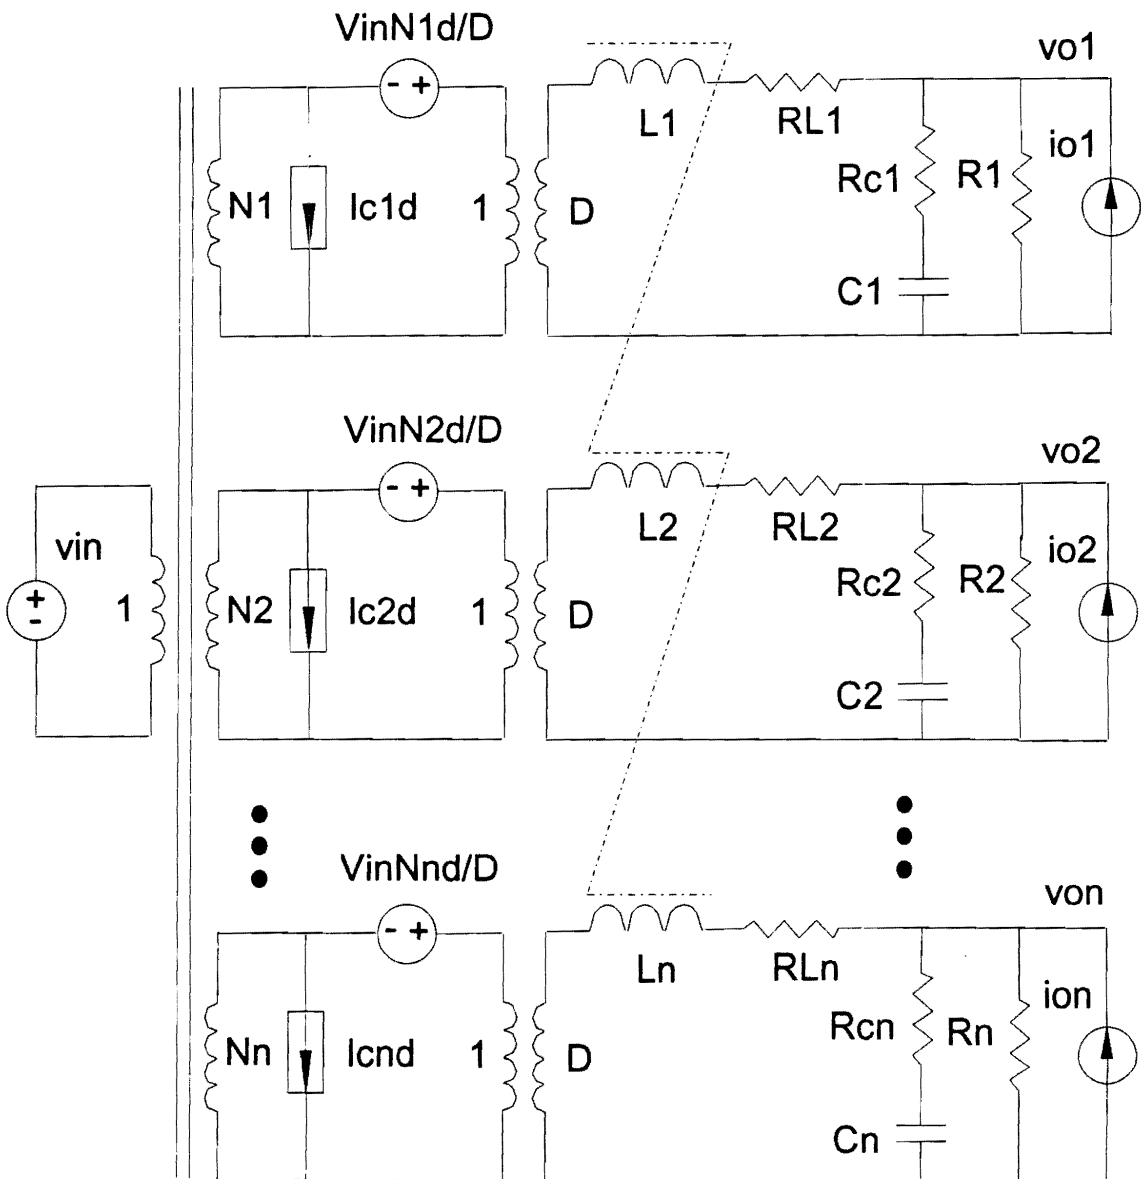 VinN1d/D
vo1
- +
L1
RL1
io1
N1
Ic1d
1
D
Rc1
R1
C1
VinN2d/D
vo2
- +
L2
RL2
vin
io2
+
-
1
N2
Ic2d
1
D
Rc2
R2
C2
VinNnd/D
von
- +
Ln
RLn
ion
Nn
Icnd
1
D
Rcn
Rn
Cn